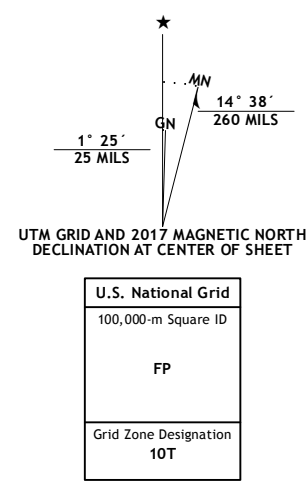 ★
MN
GN
14° 38´
260 MILS
1° 25´
25 MILS
UTM GRID AND 2017 MAGNETIC NORTH
DECLINATION AT CENTER OF SHEET
U.S. National Grid
100,000-m Square ID
FP
Grid Zone Designation
10T